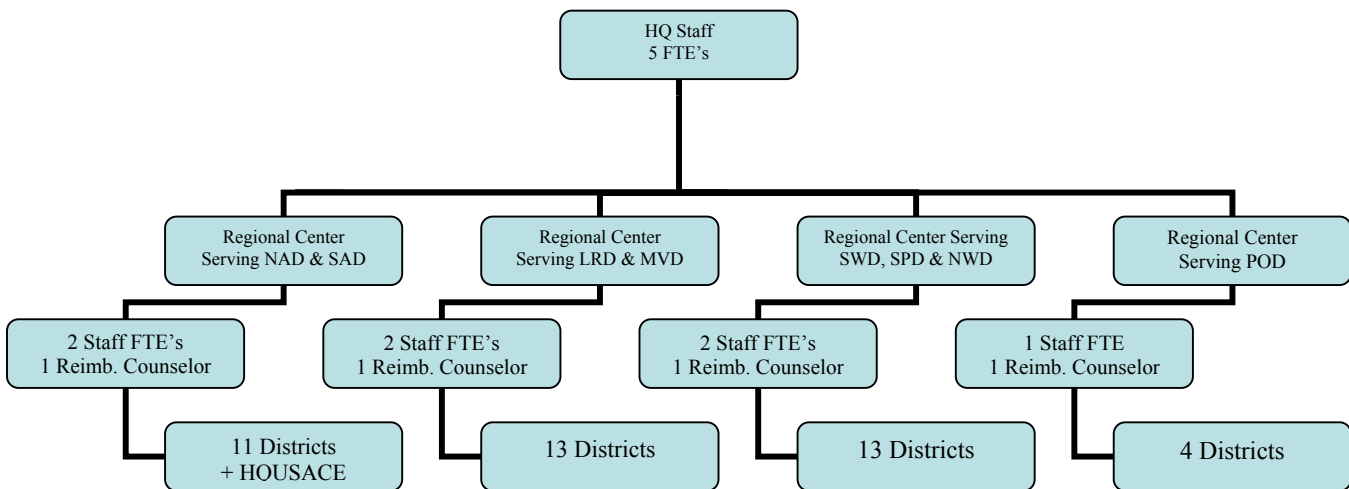 HQ Staff
5 FTE’s
Regional Center
Serving NAD & SAD
Regional Center
Serving LRD & MVD
Regional Center Serving
SWD, SPD & NWD
Regional Center
Serving POD
2 Staff FTE’s
1 Reimb. Counselor
2 Staff FTE’s
1 Reimb. Counselor
2 Staff FTE’s
1 Reimb. Counselor
1 Staff FTE
1 Reimb. Counselor
11 Districts
+ HQUSACE
13 Districts
13 Districts
4 Districts